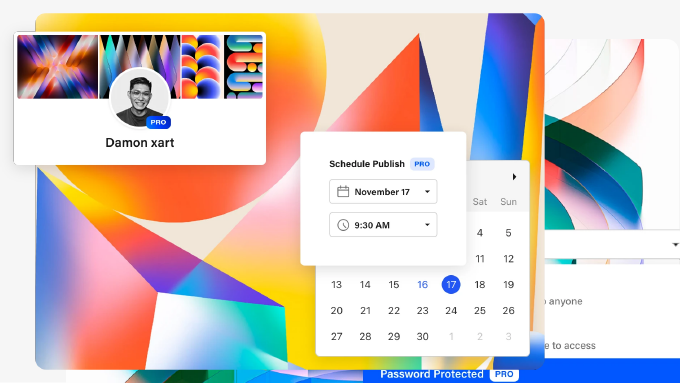 PRO
Damon xart
Schedule Publish PRO
November 17
9:30 AM
Sat Sun
4 5
11 12
13 14 15 16 17 18 19
20 21 22 23 24 25 26
27 28 29 30 1 2 3
anyone
to access
Password Protected PRO